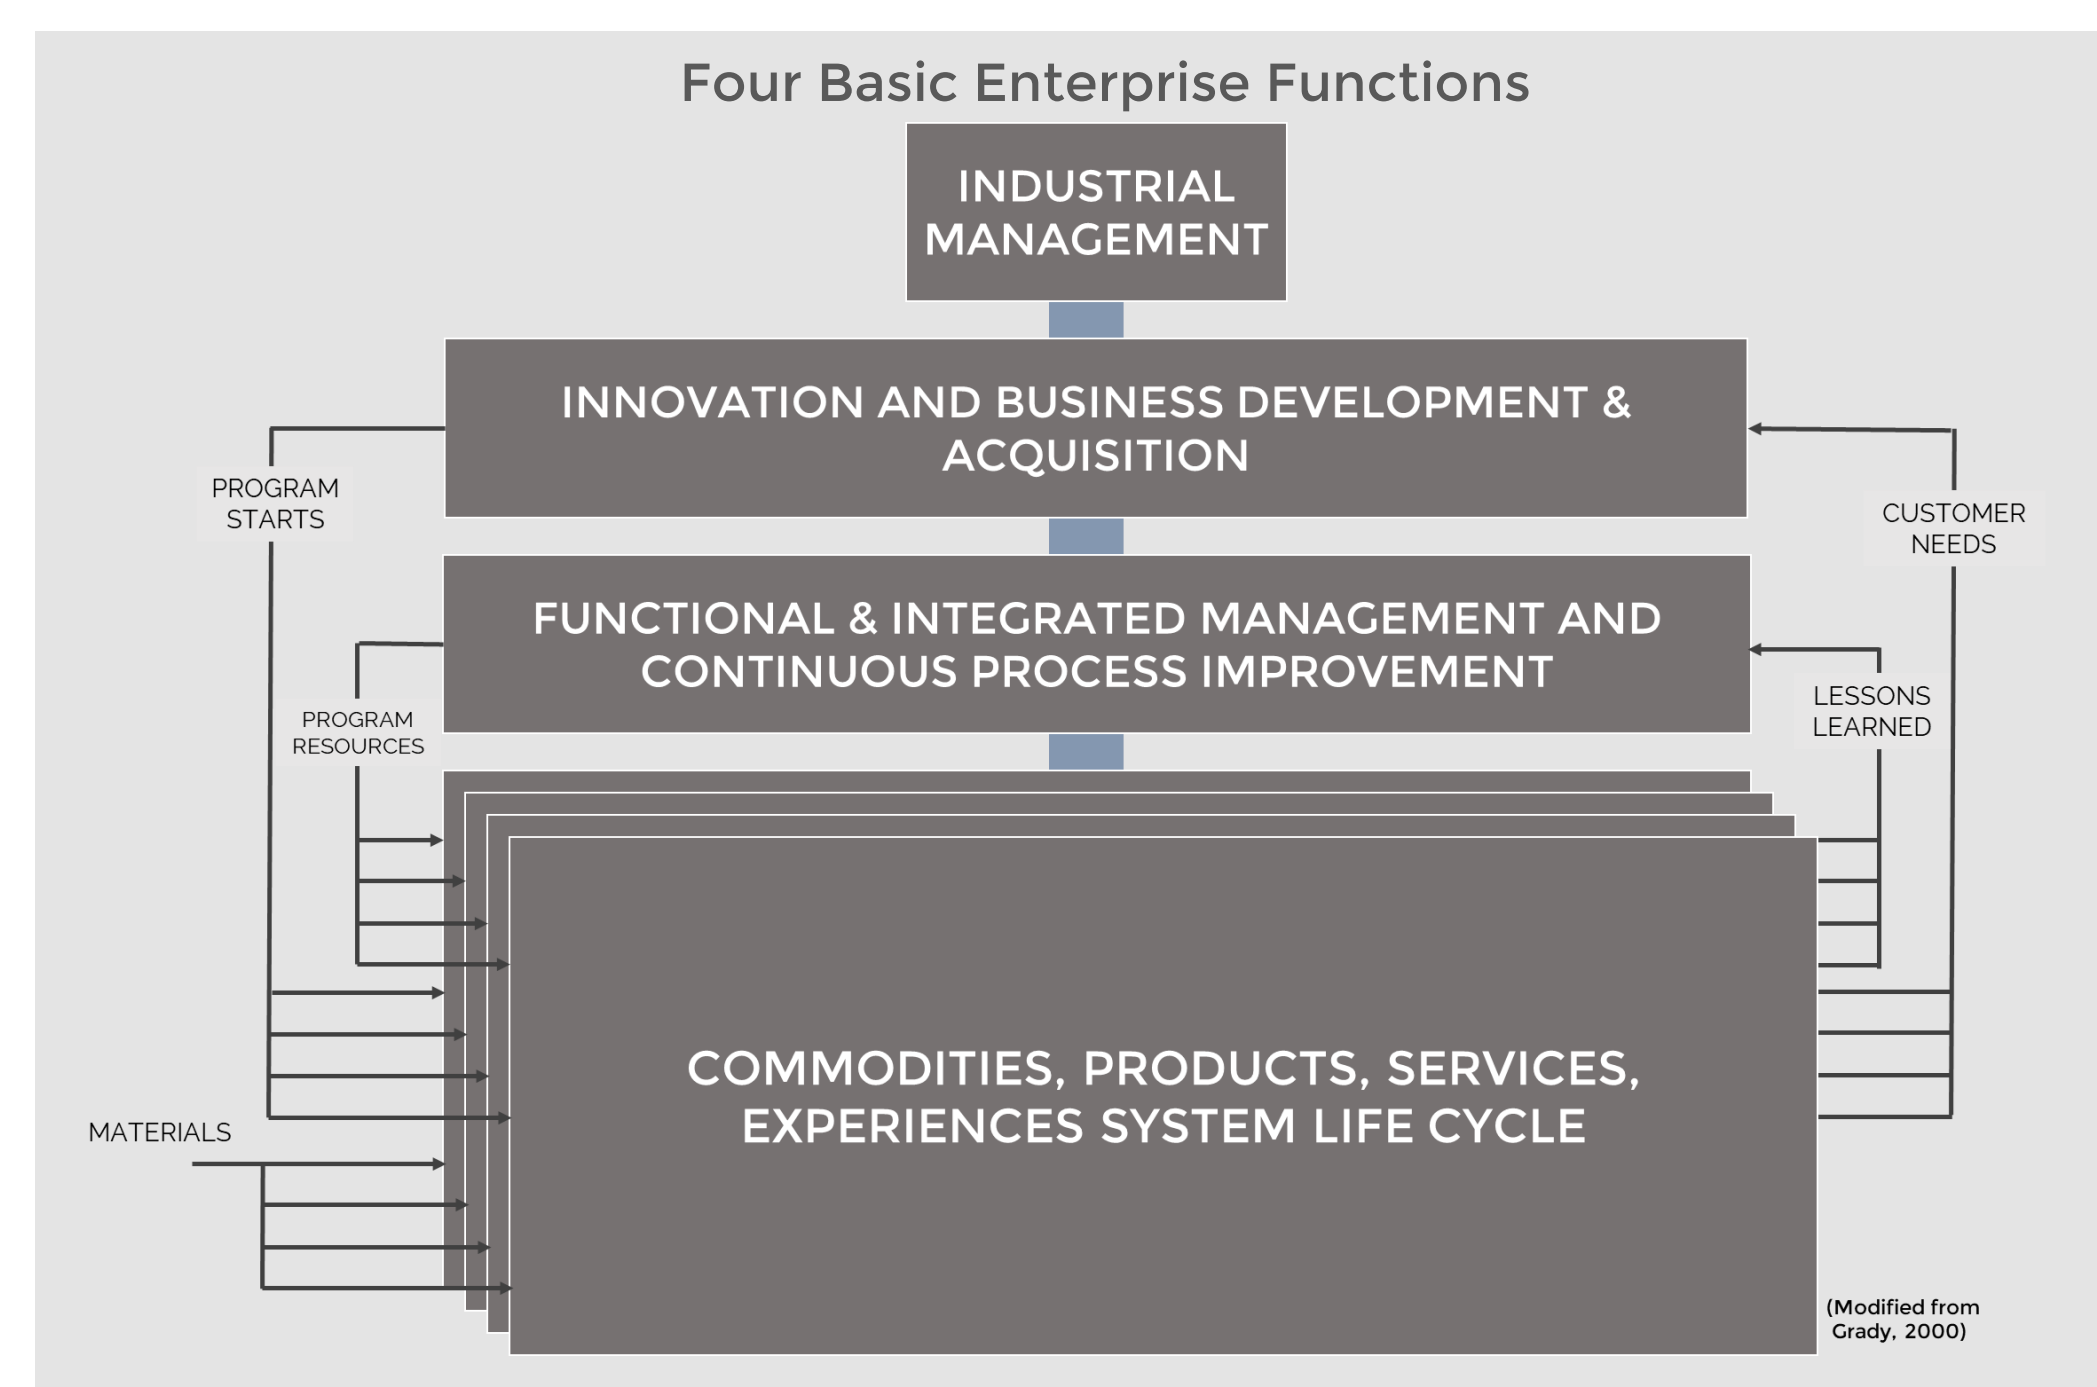 Four Basic Enterprise Functions
INDUSTRIAL
MANAGEMENT
INNOVATION AND BUSINESS DEVELOPMENT &
ACQUISITION
PROGRAM
STARTS
CUSTOMER
NEEDS
FUNCTIONAL & INTEGRATED MANAGEMENT AND
CONTINUOUS PROCESS IMPROVEMENT
PROGRAM
RESOURCES
LESSONS
LEARNED
COMMODITIES, PRODUCTS, SERVICES,
EXPERIENCES SYSTEM LIFE CYCLE
MATERIALS
(Modified from
Grady, 2000)